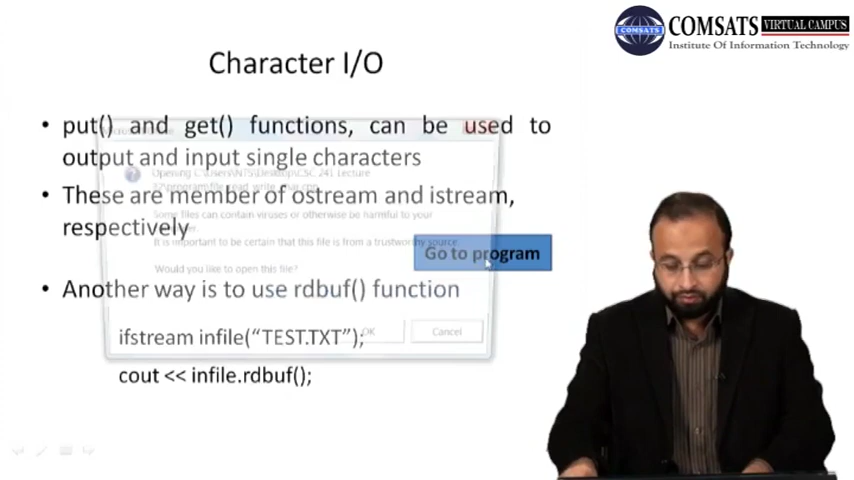 COMSATS
COMSATS VIRTUAL CAMPUS
Institute Of Information Technology
Character I/O
• put() and get() functions, can be used to
output and input single characters
• These are member of ostream and istream,
respectively
• Another way is to use rdbuf() function
ifstream infile(“TEST.TXT”);
cout << infile.rdbuf();
Go to program
Opening C:\Users\NTS\Desktop\CSC 241 Lecture
Some files can contain viruses or otherwise be harmful to your
It is important to be certain that this file is from a trustworthy source
Would you like to open this file?
OK
Cancel